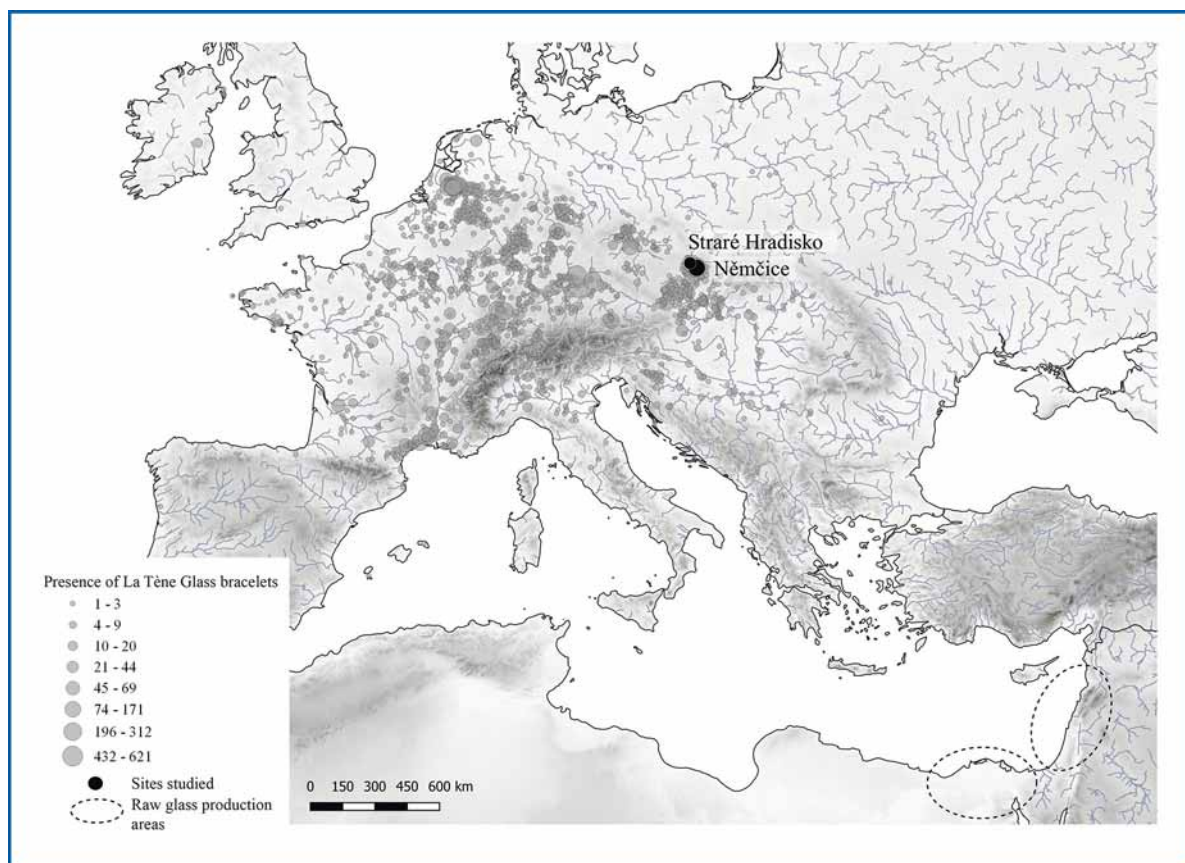 Straré Hradisko
Němčice
Presence of La Tène Glass bracelets
1 - 3
4 - 9
10 - 20
21 - 44
45 - 69
74 - 171
196 - 312
432 - 621
Sites studied
Raw glass production
areas
0 150 300 450 600 km